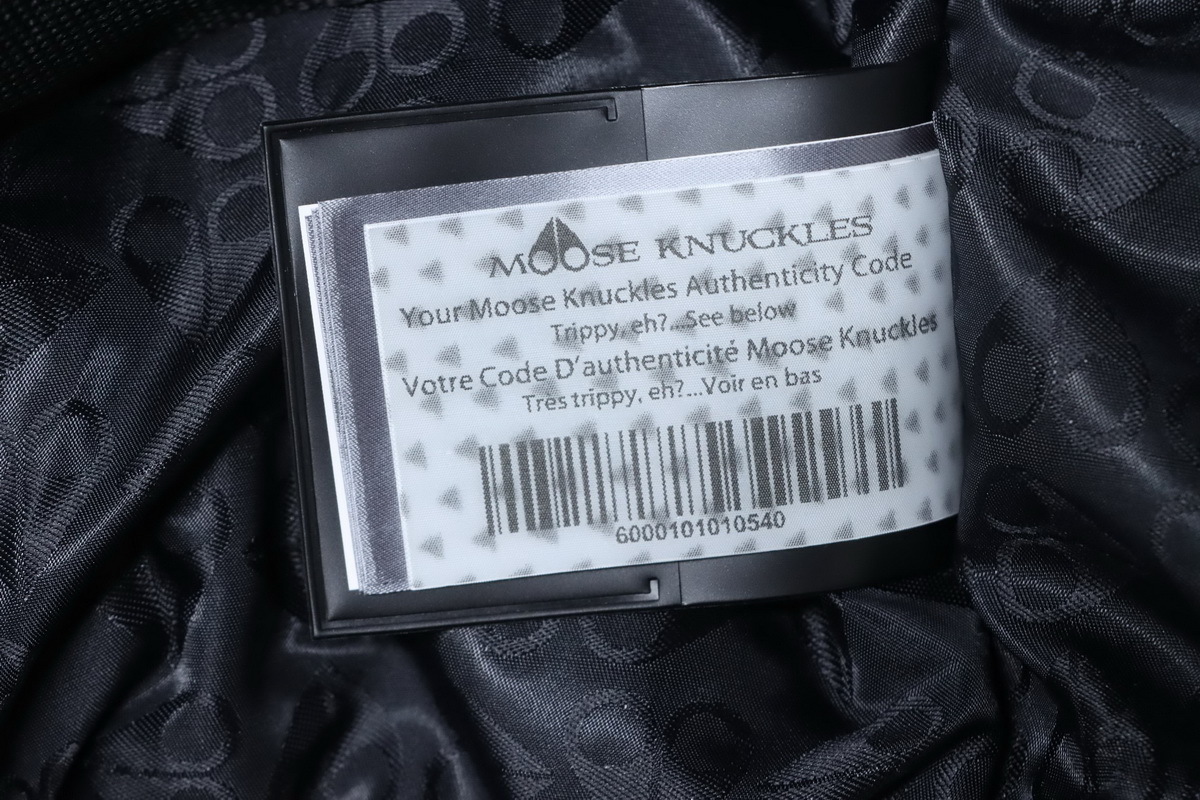 MOOSE KNUCKLES
Your Moose Knuckles Authenticity Code
Trippy, eh?...See below
Votre Code D'authenticité Moose Knuckles
Tres trippy, eh?...Voir en bas
6000101010540